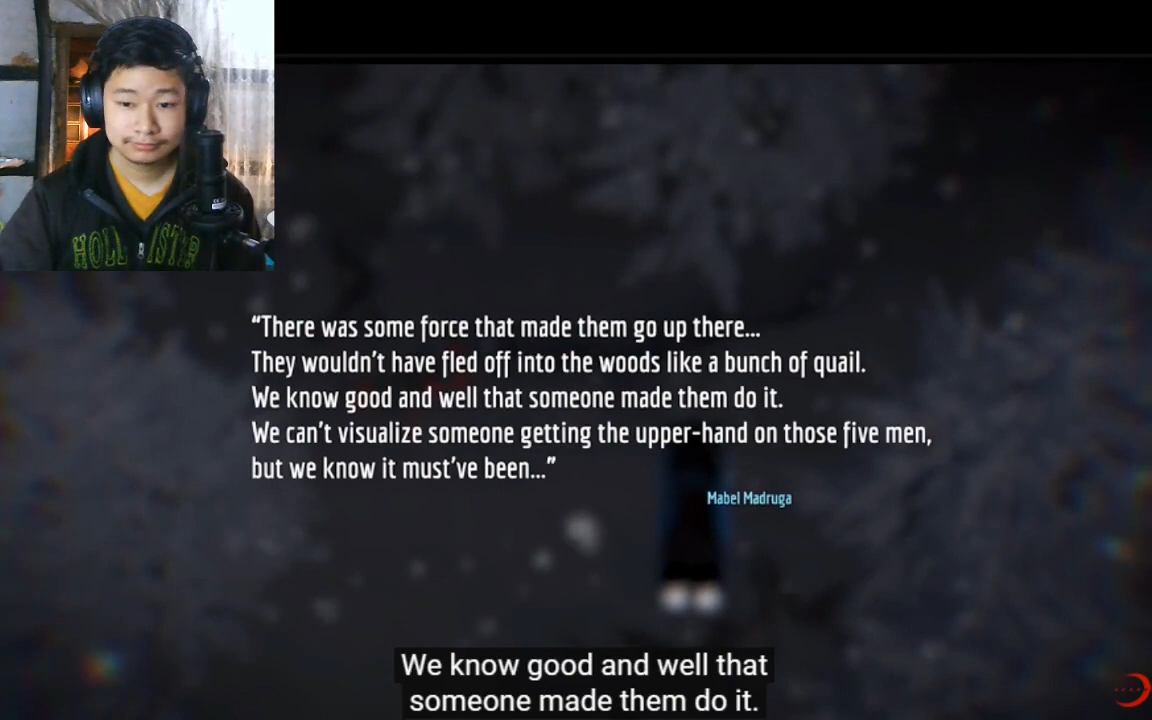 HOLLISTER
“There was some force that made them go up there...
They wouldn’t have fled off into the woods like a bunch of quail.
We know good and well that someone made them do it.
We can’t visualize someone getting the upper-hand on those five men,
but we know it must’ve been...”
Mabel Madruga
We know good and well that
someone made them do it.